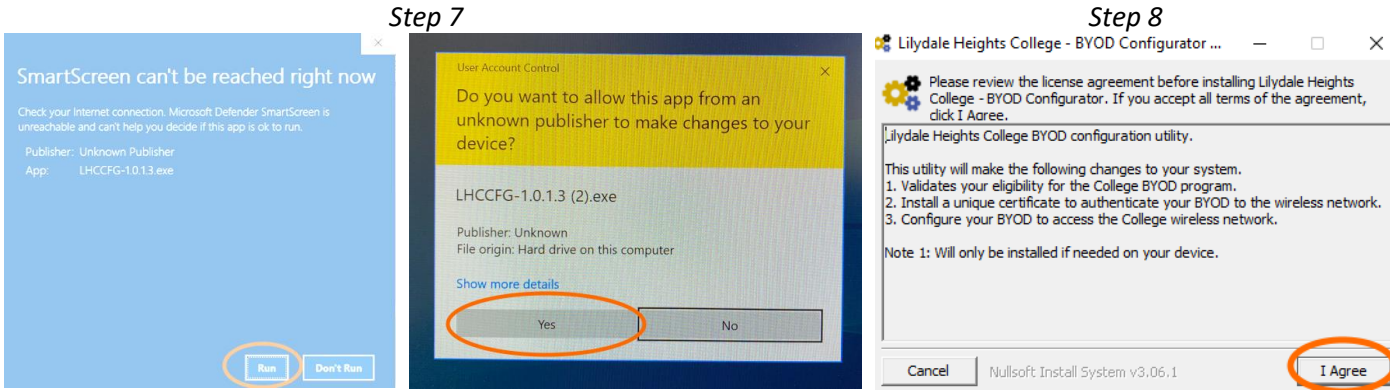 Step 7
Step 8
SmartScreen can't be reached right now
Check your Internet connection. Microsoft Defender SmartScreen is
unreachable and can't help you decide if this app is ok to run.
Publisher: Unknown Publisher
App: LHCCFG-1.0.1.3.exe
Run
Don't Run
User Account Control
Do you want to allow this app from an
unknown publisher to make changes to your
device?
LHCCFG-1.0.1.3 (2).exe
Publisher: Unknown
File origin: Hard drive on this computer
Show more details
Yes
No
Lilydale Heights College - BYOD Configurator ...
Please review the license agreement before installing Lilydale Heights
College - BYOD Configurator. If you accept all terms of the agreement,
click I Agree.
Lilydale Heights College BYOD configuration utility.
This utility will make the following changes to your system.
1. Validates your eligibility for the College BYOD program.
2. Install a unique certificate to authenticate your BYOD to the wireless network.
3. Configure your BYOD to access the College wireless network.
Note 1: Will only be installed if needed on your device.
Cancel
Nullsoft Install System v3.06.1
I Agree